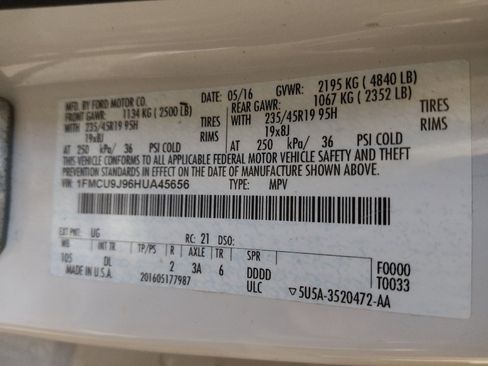 MFD. BY FORD MOTOR CO. DATE: 05/16 GVWR: 2195 KG ( 4840 LB)
FRONT GAWR: 1134 KG ( 2500 LB) REAR GAWR: 1067 KG ( 2352 LB)
WITH 235/45R19 95H TIRES WITH 235/45R19 95H TIRES
19x8J RIMS 19x8J RIMS
AT 250 kPa/ 36 PSI COLD AT 250 kPa/ 36 PSI COLD
THIS VEHICLE CONFORMS TO ALL APPLICABLE FEDERAL MOTOR VEHICLE SAFETY AND THEFT
PREVENTION STANDARDS IN EFFECT ON THE DATE OF MANUFACTURE SHOWN ABOVE.
VIN: 1FMCU9J96HUA45656 TYPE: MPV
EXT PNT: UG RC: 21 DSO:
WB INT TR TP/PS R AXLE TR SPR
105 DL 2 3A 6 DDDD F0000
MADE IN U.S.A. 201605177987 ULC ▽5U5A-3520472-AA T0033